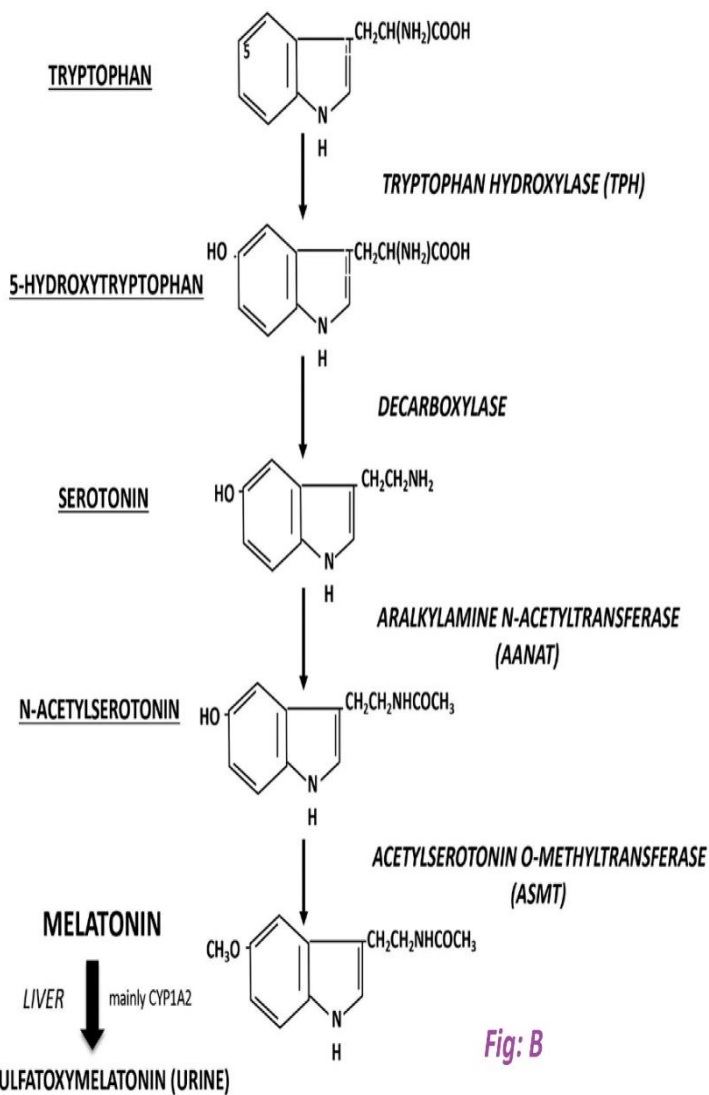 CH₂CH(NH₂)COOH
5
TRYPTOPHAN
N
H
TRYPTOPHAN HYDROXYLASE (TPH)
HO
CH₂CH(NH₂)COOH
5-HYDROXYTRYPTOPHAN
N
H
DECARBOXYLASE
CH₂CH₂NH₂
SEROTONIN
HO
N
H
ARALKYLAMINE N-ACETYLTRANSFERASE
(AANAT)
CH₂CH₂NHCOCH₃
N-ACETYLSEROTONIN
HO
N
H
ACETYLSEROTONIN O-METHYLTRANSFERASE
(ASMT)
MELATONIN
CH₃O
CH₂CH₂NHCOCH₃
LIVER
mainly CYP1A2
N
H
Fig: B
ULFATOXYMELATONIN (URINE)